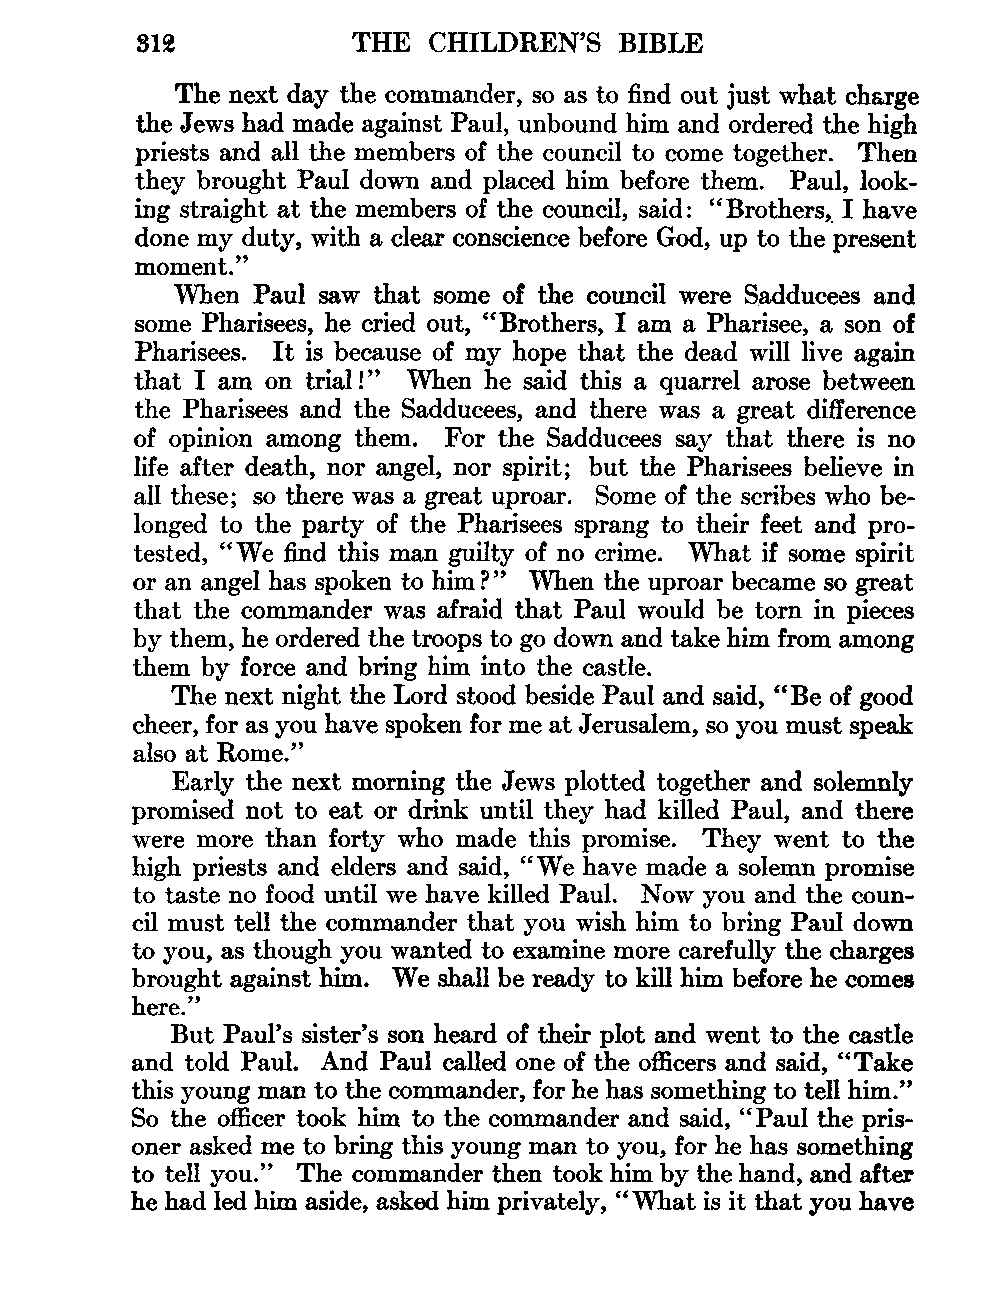 312 THE CHILDREN'S BIBLE
The next day the commander, so as to find out just what charge
the Jews had made against Paul, unbound him and ordered the high
priests and all the members of the council to come together. Then
they brought Paul down and placed him before them. Paul, look-
ing straight at the members of the council, said: "Brothers, I have
done my duty, with a clear conscience before God, up to the present
moment."
When Paul saw that some of the council were Sadducees and
some Pharisees, he cried out, "Brothers, I am a Pharisee, a son of
Pharisees. It is because of my hope that the dead will live again
that I am on trial!" When he said this a quarrel arose between
the Pharisees and the Sadducees, and there was a great difference
of opinion among them. For the Sadducees say that there is no
life after death, nor angel, nor spirit; but the Pharisees believe in
all these; so there was a great uproar. Some of the scribes who be-
longed to the party of the Pharisees sprang to their feet and pro-
tested, "We find this man guilty of no crime. What if some spirit
or an angel has spoken to him?" When the uproar became so great
that the commander was afraid that Paul would be torn in pieces
by them, he ordered the troops to go down and take him from among
them by force and bring him into the castle.
The next night the Lord stood beside Paul and said, "Be of good
cheer, for as you have spoken for me at Jerusalem, so you must speak
also at Rome."
Early the next morning the Jews plotted together and solemnly
promised not to eat or drink until they had killed Paul, and there
were more than forty who made this promise. They went to the
high priests and elders and said, "We have made a solemn promise
to taste no food until we have killed Paul. Now you and the coun-
cil must tell the commander that you wish him to bring Paul down
to you, as though you wanted to examine more carefully the charges
brought against him. We shall be ready to kill him before he comes
here."
But Paul's sister's son heard of their plot and went to the castle
and told Paul. And Paul called one of the officers and said, "Take
this young man to the commander, for he has something to tell him."
So the officer took him to the commander and said, "Paul the pris-
oner asked me to bring this young man to you, for he has something
to tell you." The commander then took him by the hand, and after
he had led him aside, asked him privately, "What is it that you have